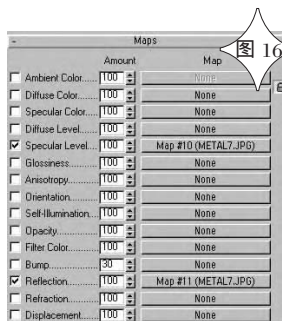 - Maps
图 16
Amount Map
Ambient Color...... 100 None
Diffuse Color......... 100 None
Specular Color..... 100 None
Diffuse Level........ 100 None
Specular Level.... 100 Map #10 (METAL7.JPG)
Glossiness........... 100 None
Anisotropy........... 100 None
Orientation.......... 100 None
Self-Illumination... 100 None
Opacity................ 100 None
Filter Color........... 100 None
Bump................... 30 None
Reflection............ 100 Map #11 (METAL7.JPG)
Refraction........... 100 None
Displacement...... 100 None